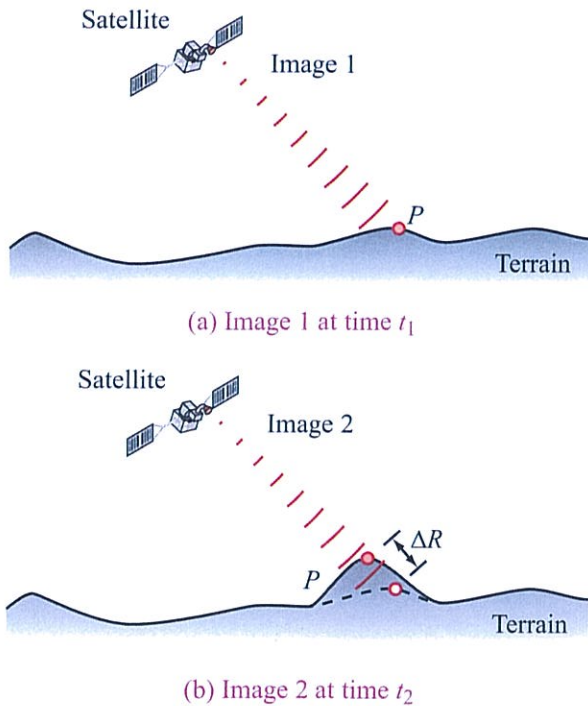 Satellite
Image 1
P
Terrain
(a) Image 1 at time t₁
Satellite
Image 2
ΔR
P
Terrain
(b) Image 2 at time t₂